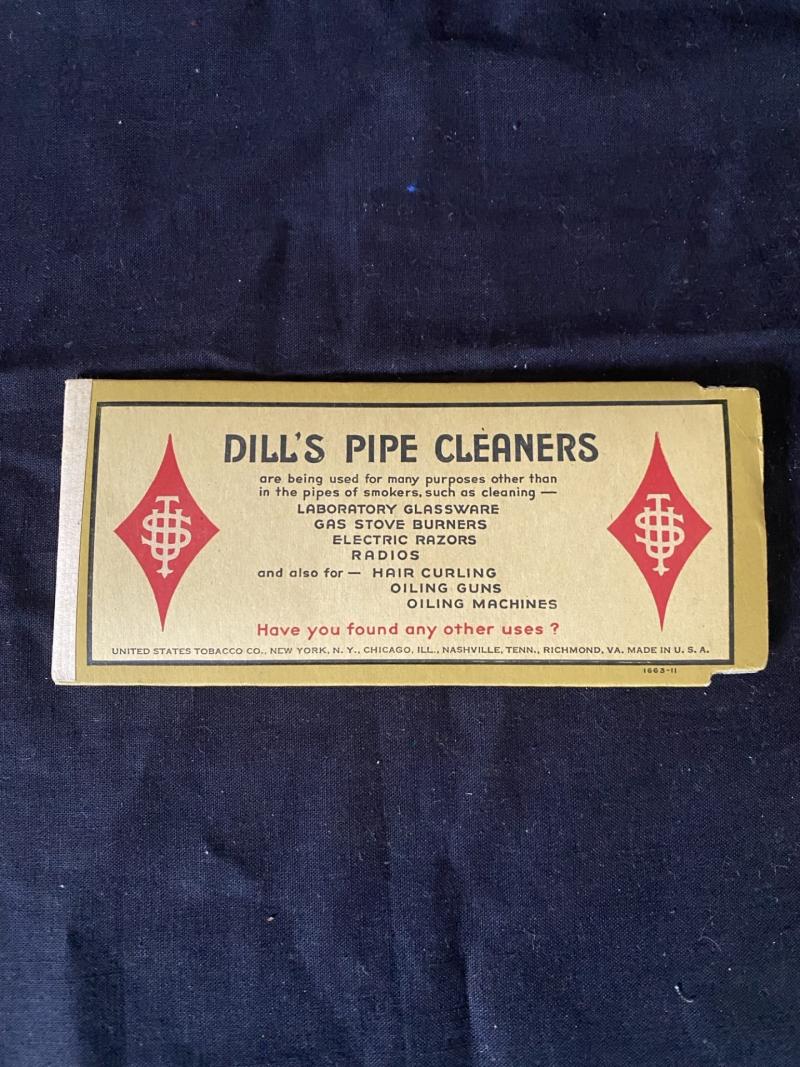 DILL'S PIPE CLEANERS
are being used for many purposes other than
in the pipes of smokers, such as cleaning —
LABORATORY GLASSWARE
GAS STOVE BURNERS
ELECTRIC RAZORS
RADIOS
and also for — HAIR CURLING
OILING GUNS
OILING MACHINES
Have you found any other uses ?
UNITED STATES TOBACCO CO., NEW YORK, N. Y., CHICAGO, ILL., NASHVILLE, TENN., RICHMOND, VA. MADE IN U. S. A.
1663-11
UST
UST